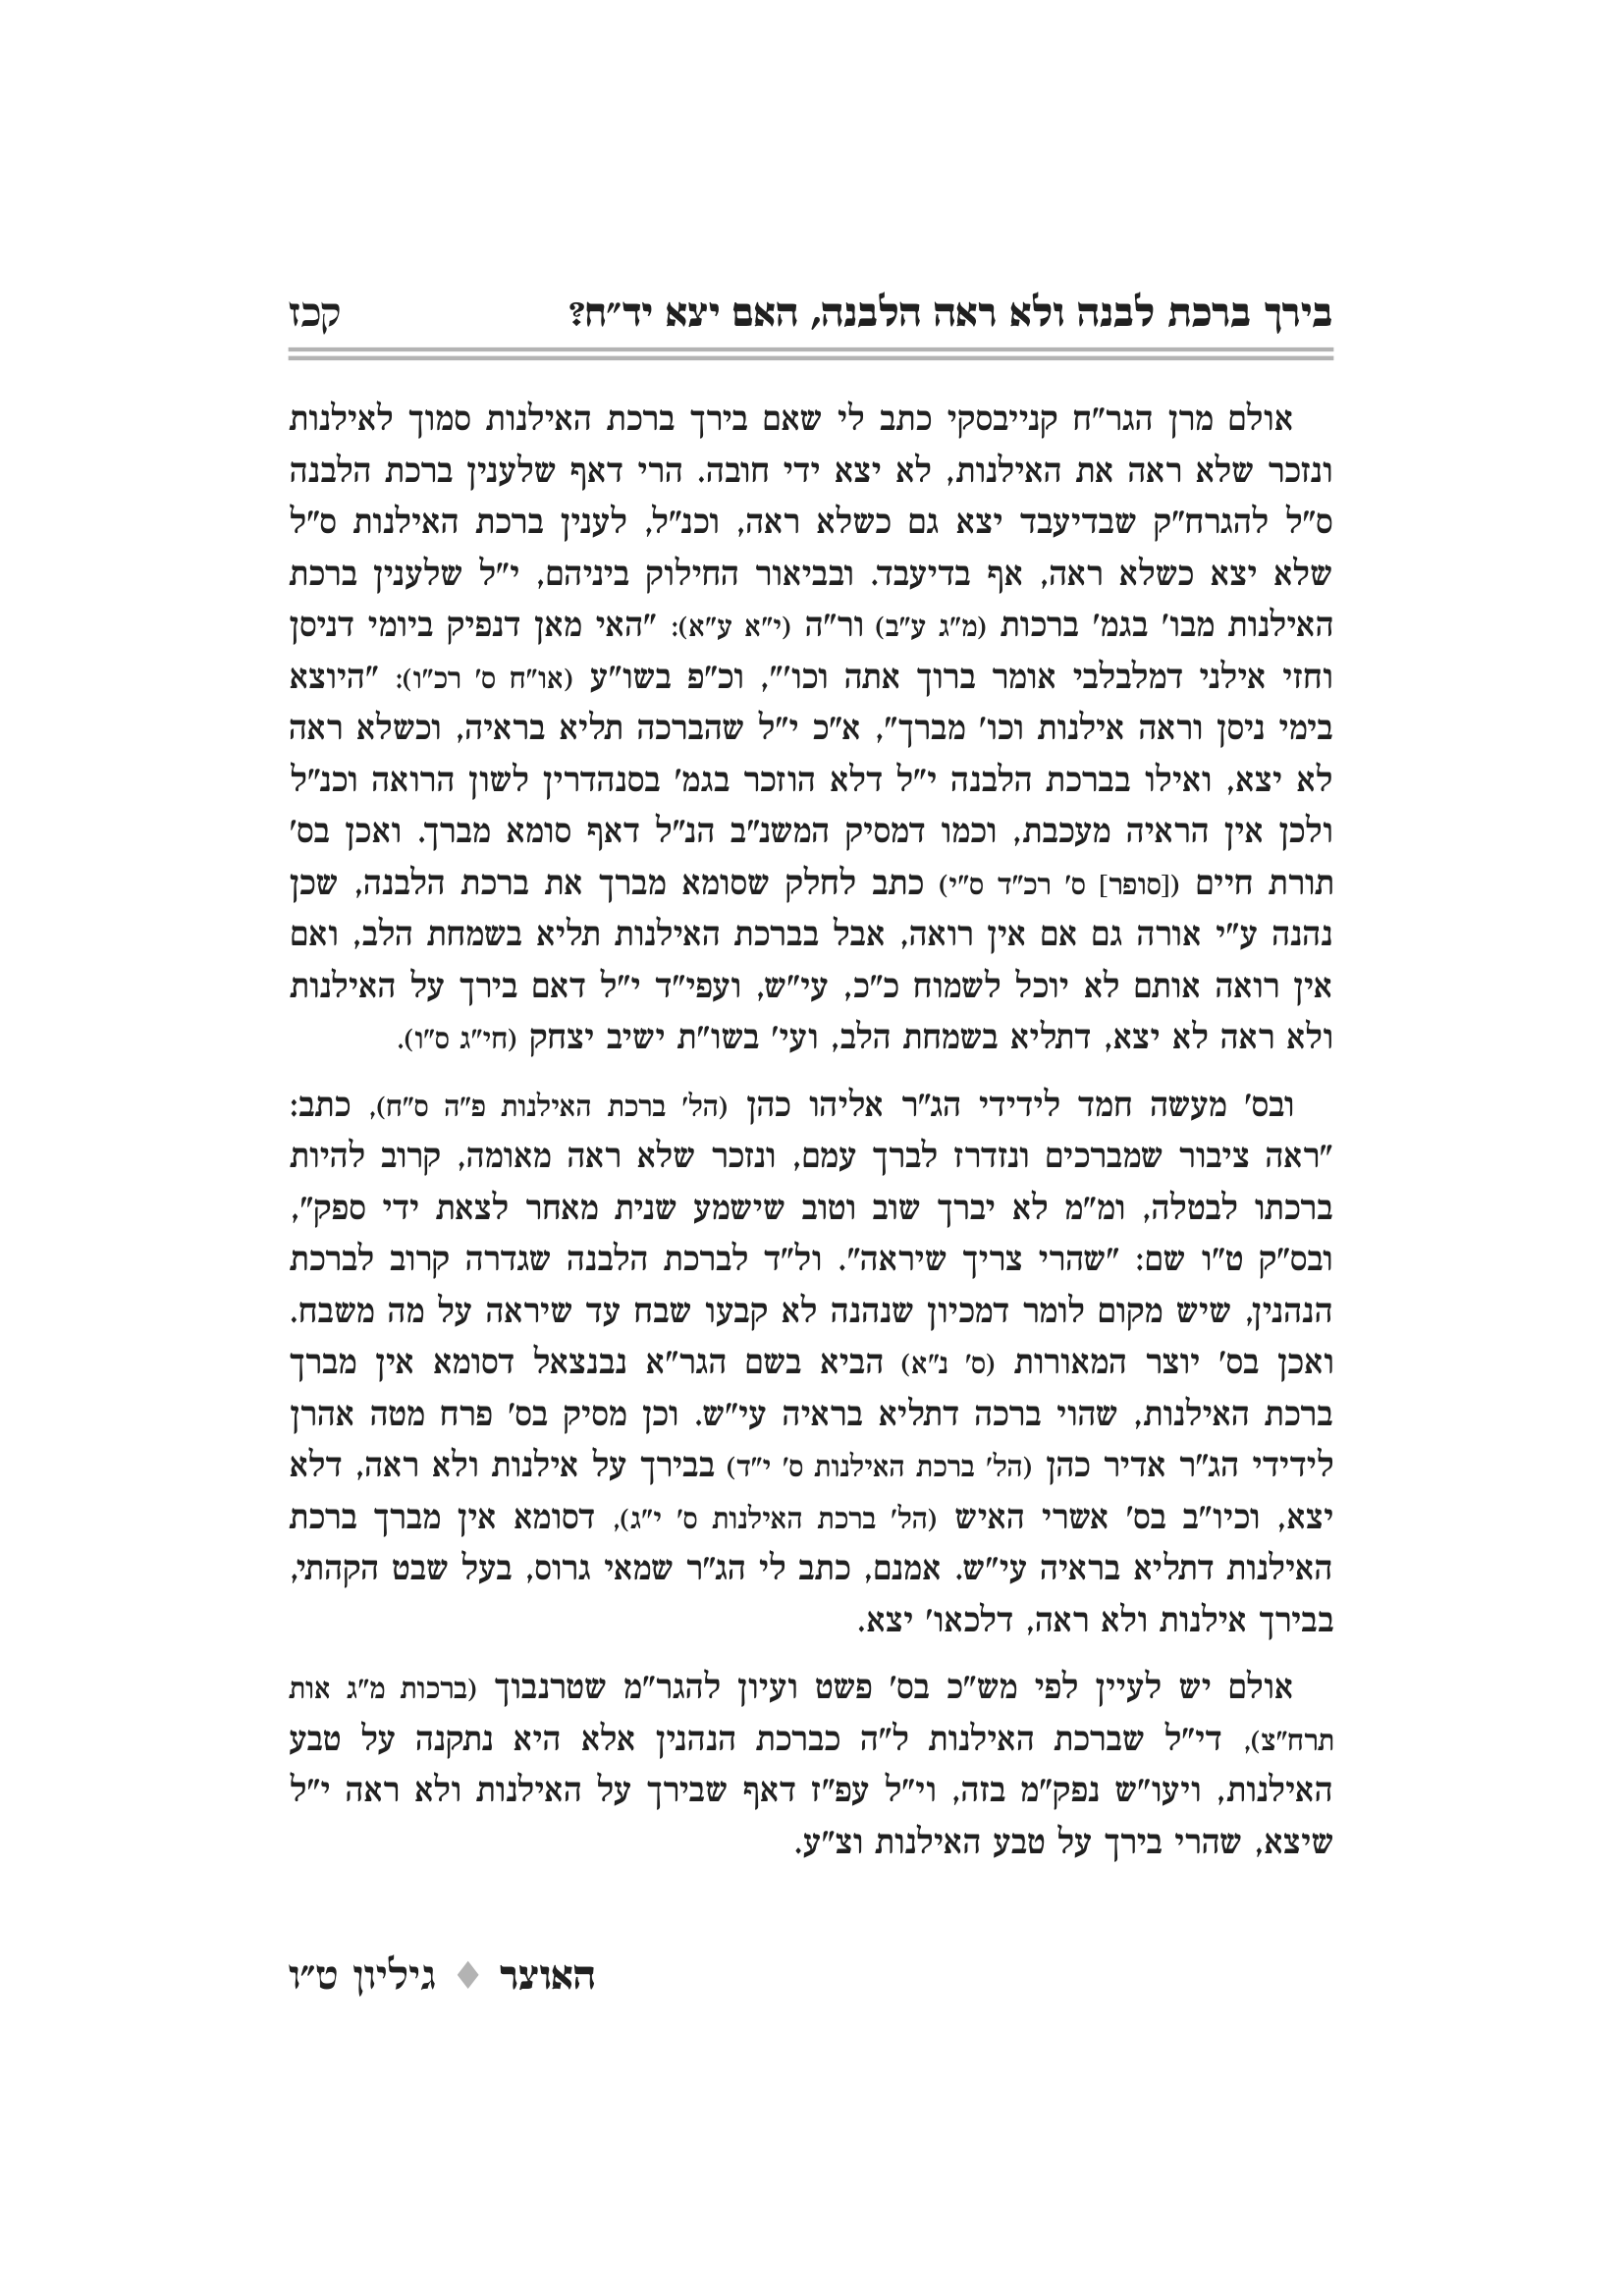 בירך ברכת לבנה ולא ראה הלבנה, האם יצא יד״ח? קכז
אולם מרן הגר"ח קנייבסקי כתב לי שאם בירך ברכת האילנות סמוך לאילנות
ונזכר שלא ראה את האילנות, לא יצא ידי חובה. הרי דאף שלענין ברכת הלבנה
ס"ל להגרח"ק שבדיעבד יצא גם כשלא ראה, וכנ"ל, לענין ברכת האילנות ס"ל
שלא יצא כשלא ראה, אף בדיעבד. ובביאור החילוק ביניהם, י"ל שלענין ברכת
האילנות מבו' בגמ' ברכות (מ"ג ע"ב) ור"ה (י"א ע"א): "האי מאן דנפיק ביומי דניסן
וחזי אילני דמלבלבי אומר ברוך אתה וכו'", וכ"פ בשו"ע (או"ח ס' רכ"ו): "היוצא
בימי ניסן וראה אילנות וכו' מברך", א"כ י"ל שהברכה תליא בראיה, וכשלא ראה
לא יצא, ואילו בברכת הלבנה י"ל דלא הוזכר בגמ' בסנהדרין לשון הרואה וכנ"ל
ולכן אין הראיה מעכבת, וכמו דמסיק המשנ"ב הנ"ל דאף סומא מברך. ואכן בס'
תורת חיים ([סופר] ס' רכ"ד ס"י) כתב לחלק שסומא מברך את ברכת הלבנה, שכן
נהנה ע"י אורה גם אם אין רואה, אבל בברכת האילנות תליא בשמחת הלב, ואם
אין רואה אותם לא יוכל לשמוח כ"כ, עי"ש, ועפי"ד י"ל דאם בירך על האילנות
ולא ראה לא יצא, דתליא בשמחת הלב, ועי' בשו"ת ישיב יצחק (חי"ג ס"ו).
ובס' מעשה חמד לידידי הג"ר אליהו כהן (הל' ברכת האילנות פ"ה ס"ח), כתב:
"ראה ציבור שמברכים ונזדרז לברך עמם, ונזכר שלא ראה מאומה, קרוב להיות
ברכתו לבטלה, ומ"מ לא יברך שוב וטוב שישמע שנית מאחר לצאת ידי ספק",
ובס"ק ט"ו שם: "שהרי צריך שיראה". ול"ד לברכת הלבנה שגדרה קרוב לברכת
הנהנין, שיש מקום לומר דמכיון שנהנה לא קבעו שבח עד שיראה על מה משבח.
ואכן בס' יוצר המאורות (ס' נ"א) הביא בשם הגר"א נבנצאל דסומא אין מברך
ברכת האילנות, שהוי ברכה דתליא בראיה עי"ש. וכן מסיק בס' פרח מטה אהרן
לידידי הג"ר אדיר כהן (הל' ברכת האילנות ס' י"ד) בבירך על אילנות ולא ראה, דלא
יצא, וכיו"ב בס' אשרי האיש (הל' ברכת האילנות ס' י"ג), דסומא אין מברך ברכת
האילנות דתליא בראיה עי"ש. אמנם, כתב לי הג"ר שמאי גרוס, בעל שבט הקהתי,
בבירך אילנות ולא ראה, דלכאו' יצא.
אולם יש לעיין לפי מש"כ בס' פשט ועיון להגר"מ שטרנבוך (ברכות מ"ג אות
תרח"צ), די"ל שברכת האילנות ל"ה כברכת הנהנין אלא היא נתקנה על טבע
האילנות, ויעו"ש נפק"מ בזה, וי"ל עפ"ז דאף שבירך על האילנות ולא ראה י"ל
שיצא, שהרי בירך על טבע האילנות וצ"ע.
האוצר ♦ גיליון ט״ו